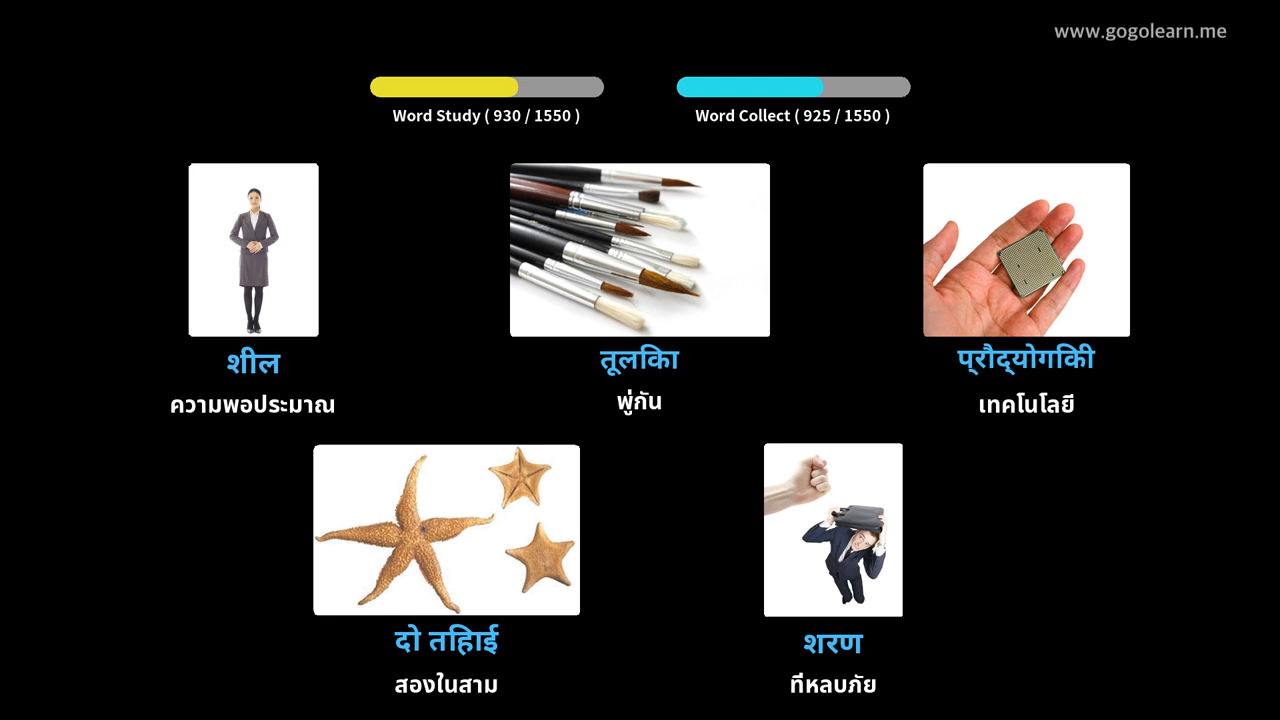 www.gogolearn.me
Word Study ( 930 / 1550 )
Word Collect ( 925 / 1550 )
शील
ความพอประมาณ
तूलिका
พู่กัน
प्रौद्योगिकी
เทคโนโลยี
दो तिहाई
สองในสาม
शरण
ที่หลบภัย